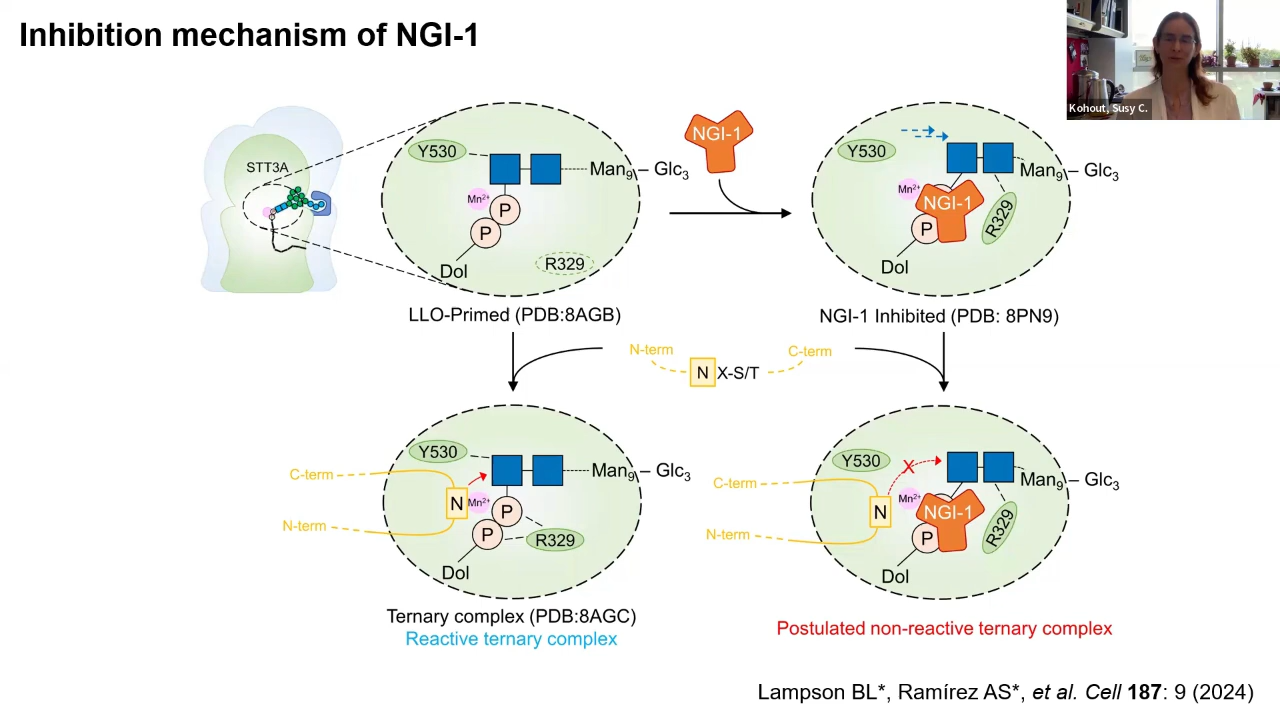 Inhibition mechanism of NGI-1
Kohout, Susy C.
STT3A
Y530
Mn2+
P
P
Dol
Man9 – Glc3
R329
LLO-Primed (PDB:8AGB)
NGI-1
Y530
Mn2+
NGI-1
P
Dol
Man9 – Glc3
R329
NGI-1 Inhibited (PDB: 8PN9)
N-term
C-term
N X-S/T
Y530
C-term
N-term
N
Mn2+
P
P
Dol
Man9 – Glc3
R329
Ternary complex (PDB:8AGC)
Reactive ternary complex
Y530
X
C-term
N-term
N
Mn2+
NGI-1
P
Dol
Man9 – Glc3
R329
Postulated non-reactive ternary complex
Lampson BL*, Ramírez AS*, et al. Cell 187: 9 (2024)